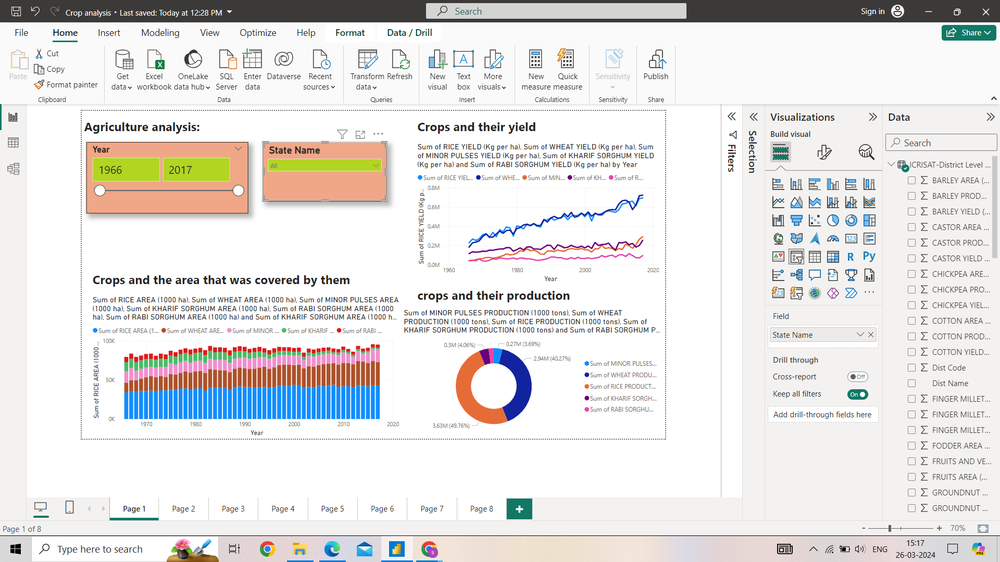 Crop analysis • Last saved: Today at 12:28 PM
Search
Sign in
File
Home
Insert
Modeling
View
Optimize
Help
Format
Data / Drill
Share
Paste
Cut
Copy
Format painter
Clipboard
Get data
Excel workbook
OneLake data hub
SQL Server
Enter data
Dataverse
Recent sources
Data
Transform data
Refresh
Queries
New visual
Text box
More visuals
Insert
New measure
Quick measure
Calculations
Sensitivity
Sensitivity
Publish
Share
Agriculture analysis:
Year
1966
2017
State Name
All
Crops and their yield
Sum of RICE YIELD (Kg per ha), Sum of WHEAT YIELD (Kg per ha), Sum
of MINOR PULSES YIELD (Kg per ha), Sum of KHARIF SORGHUM YIELD
(Kg per ha) and Sum of RABI SORGHUM YIELD (Kg per ha) by Year
Sum of RICE YIEL... Sum of WHE... Sum of MIN... Sum of KH... Sum of R...
Sum of RICE YIELD (Kg p...
0.8M
0.6M
0.4M
0.2M
0.0M
1960 1980 2000 2020
Year
Crops and the area that was covered by them
Sum of RICE AREA (1000 ha), Sum of WHEAT AREA (1000 ha), Sum of MINOR PULSES AREA
(1000 ha), Sum of KHARIF SORGHUM AREA (1000 ha), Sum of RABI SORGHUM AREA (1000
ha), Sum of RABI SORGHUM AREA (1000 ha) and Sum of KHARIF SORGHUM AREA (1000 h...
Sum of RICE AREA (1... Sum of WHEAT ARE... Sum of MINOR ... Sum of KHARIF ... Sum of RABI ...
Sum of RICE AREA (1000 ...
100K
50K
0K
1970 1980 1990 2000 2010 2020
Year
crops and their production
Sum of MINOR PULSES PRODUCTION (1000 tons), Sum of WHEAT
PRODUCTION (1000 tons), Sum of RICE PRODUCTION (1000 tons), Sum of
KHARIF SORGHUM PRODUCTION (1000 tons) and Sum of RABI SORGHUM P...
0.3M (4.06%)
0.27M (3.69%)
2.94M (40.27%)
3.63M (49.76%)
Sum of MINOR PULSES...
Sum of WHEAT PRODU...
Sum of RICE PRODUCT...
Sum of KHARIF SORGH...
Sum of RABI SORGHU...
Filters
Selection
Visualizations
Build visual
123
R
Py
123
Field
State Name
Drill through
Cross-report
Off
Keep all filters
On
Add drill-through fields here
Data
Search
ICRISAT-District Level ...
BARLEY AREA (...
BARLEY PROD...
BARLEY YIELD (...
CASTOR AREA ...
CASTOR PROD...
CASTOR YIELD ...
CHICKPEA ARE...
CHICKPEA PRO...
CHICKPEA YIEL...
COTTON AREA ...
COTTON PROD...
COTTON YIELD...
Dist Code
Dist Name
FINGER MILLET...
FINGER MILLET...
FINGER MILLET...
FODDER AREA ...
FRUITS AND VE...
FRUITS AREA (...
GROUNDNUT ...
GROUNDNUT ...
Page 1
Page 2
Page 3
Page 4
Page 5
Page 6
Page 7
Page 8
+
Page 1 of 8
- + 70%
Type here to search
S
ENG
15:17
26-03-2024
PRE